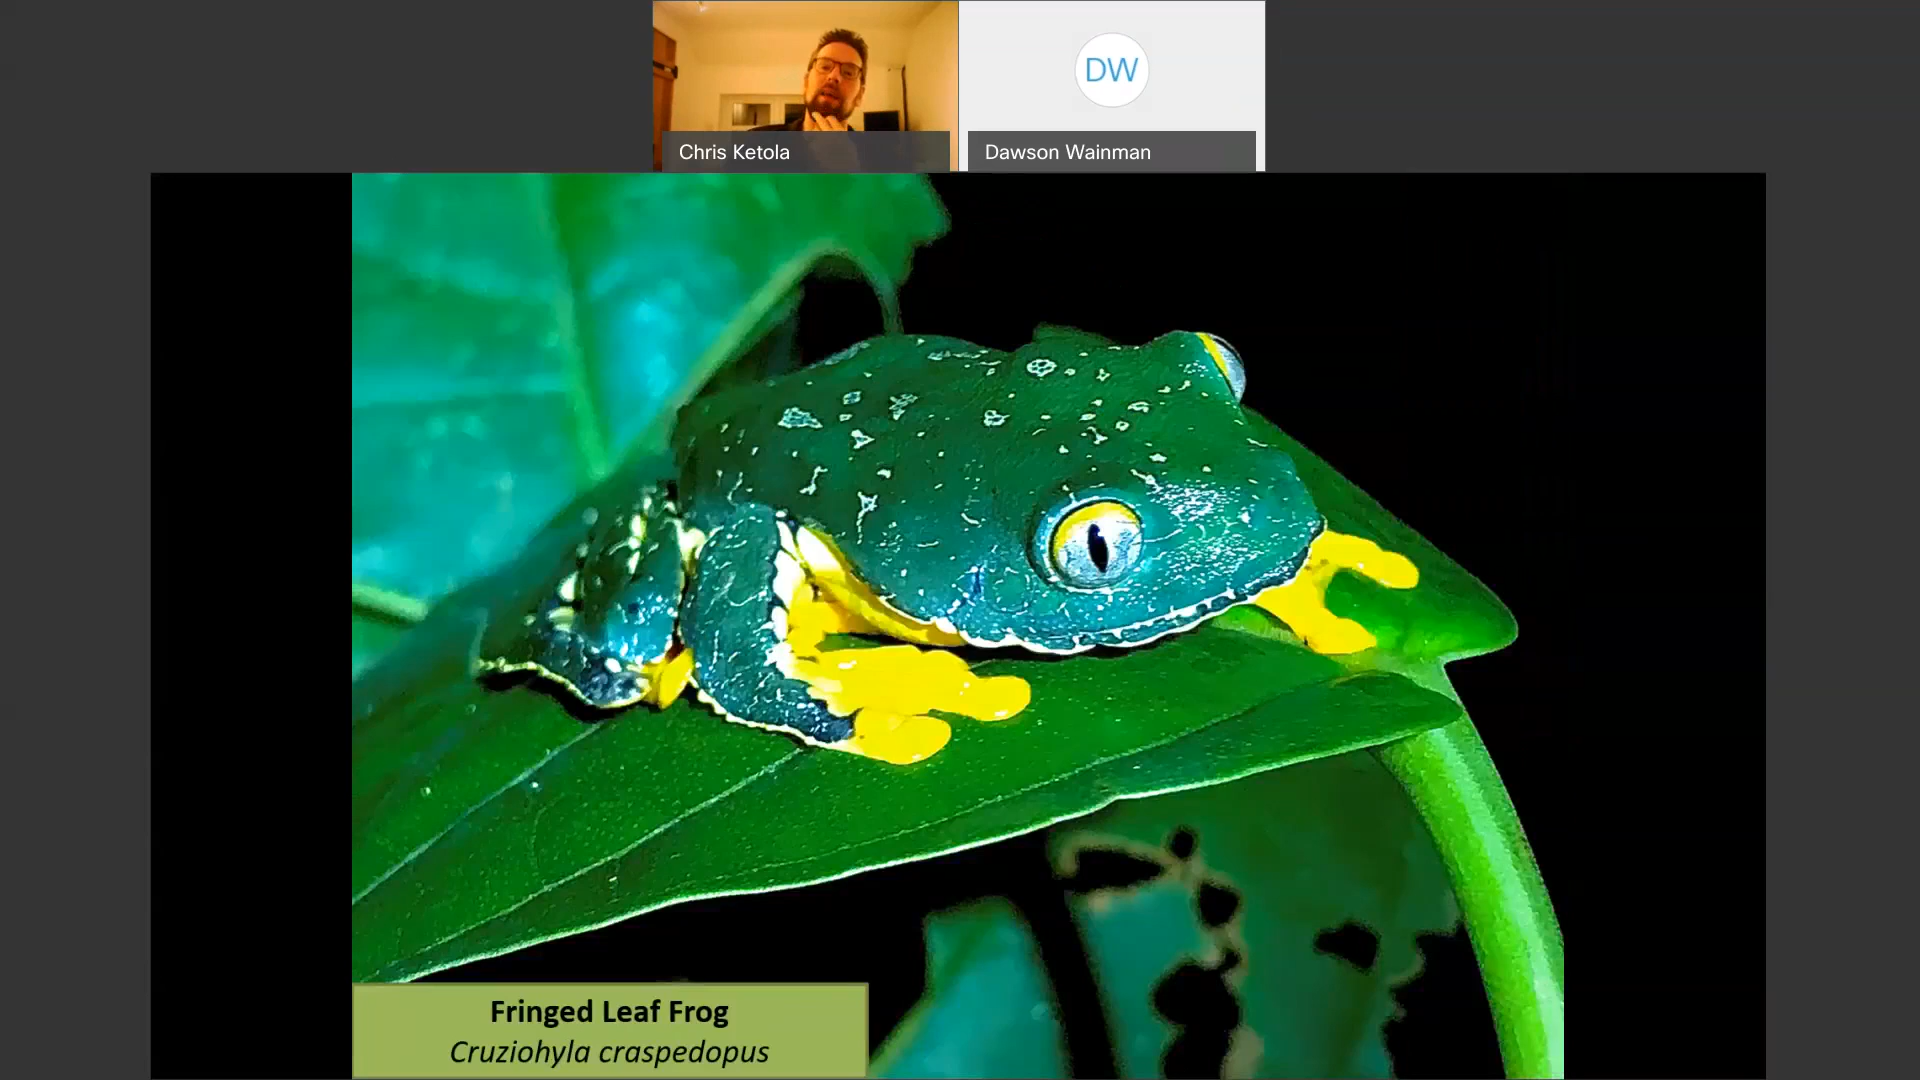 DW
Chris Ketola
Dawson Wainman
Fringed Leaf Frog
Cruziohyla craspedopus